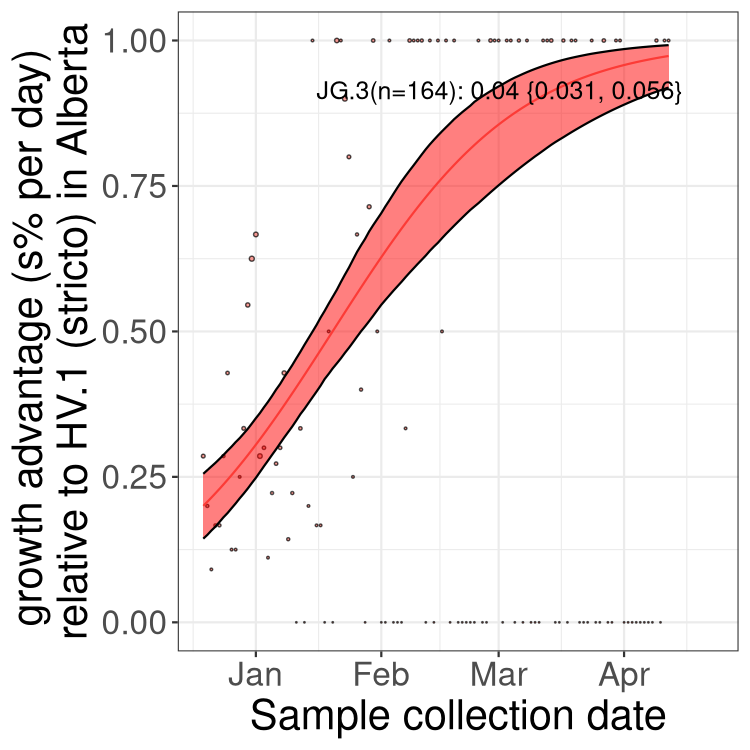 growth advantage (s% per day)
relative to HV.1 (stricto) in Alberta
1.00
0.75
0.50
0.25
0.00
JG.3(n=164): 0.04 {0.031, 0.056}
Jan Feb Mar Apr
Sample collection date